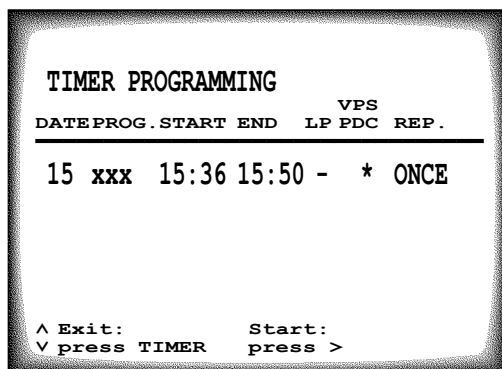 TIMER PROGRAMMING
VPS
DATE PROG. START END LP PDC REP.
15 xxx 15:36 15:50 - * ONCE
^ Exit: Start:
v press TIMER press >